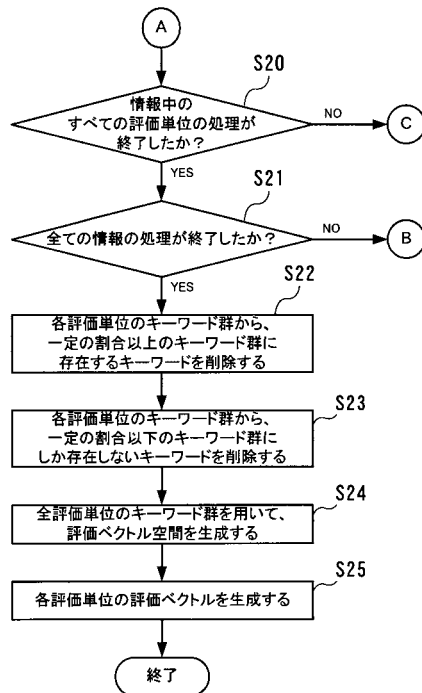 A
S20
情報中の
すべての評価単位の処理が
終了したか？
NO
C
YES
S21
全ての情報の処理が終了したか？
NO
B
YES
S22
各評価単位のキーワード群から、
一定の割合以上のキーワード群に
存在するキーワードを削除する
S23
各評価単位のキーワード群から、
一定の割合以下のキーワード群に
しか存在しないキーワードを削除する
S24
全評価単位のキーワード群を用いて、
評価ベクトル空間を生成する
S25
各評価単位の評価ベクトルを生成する
終了